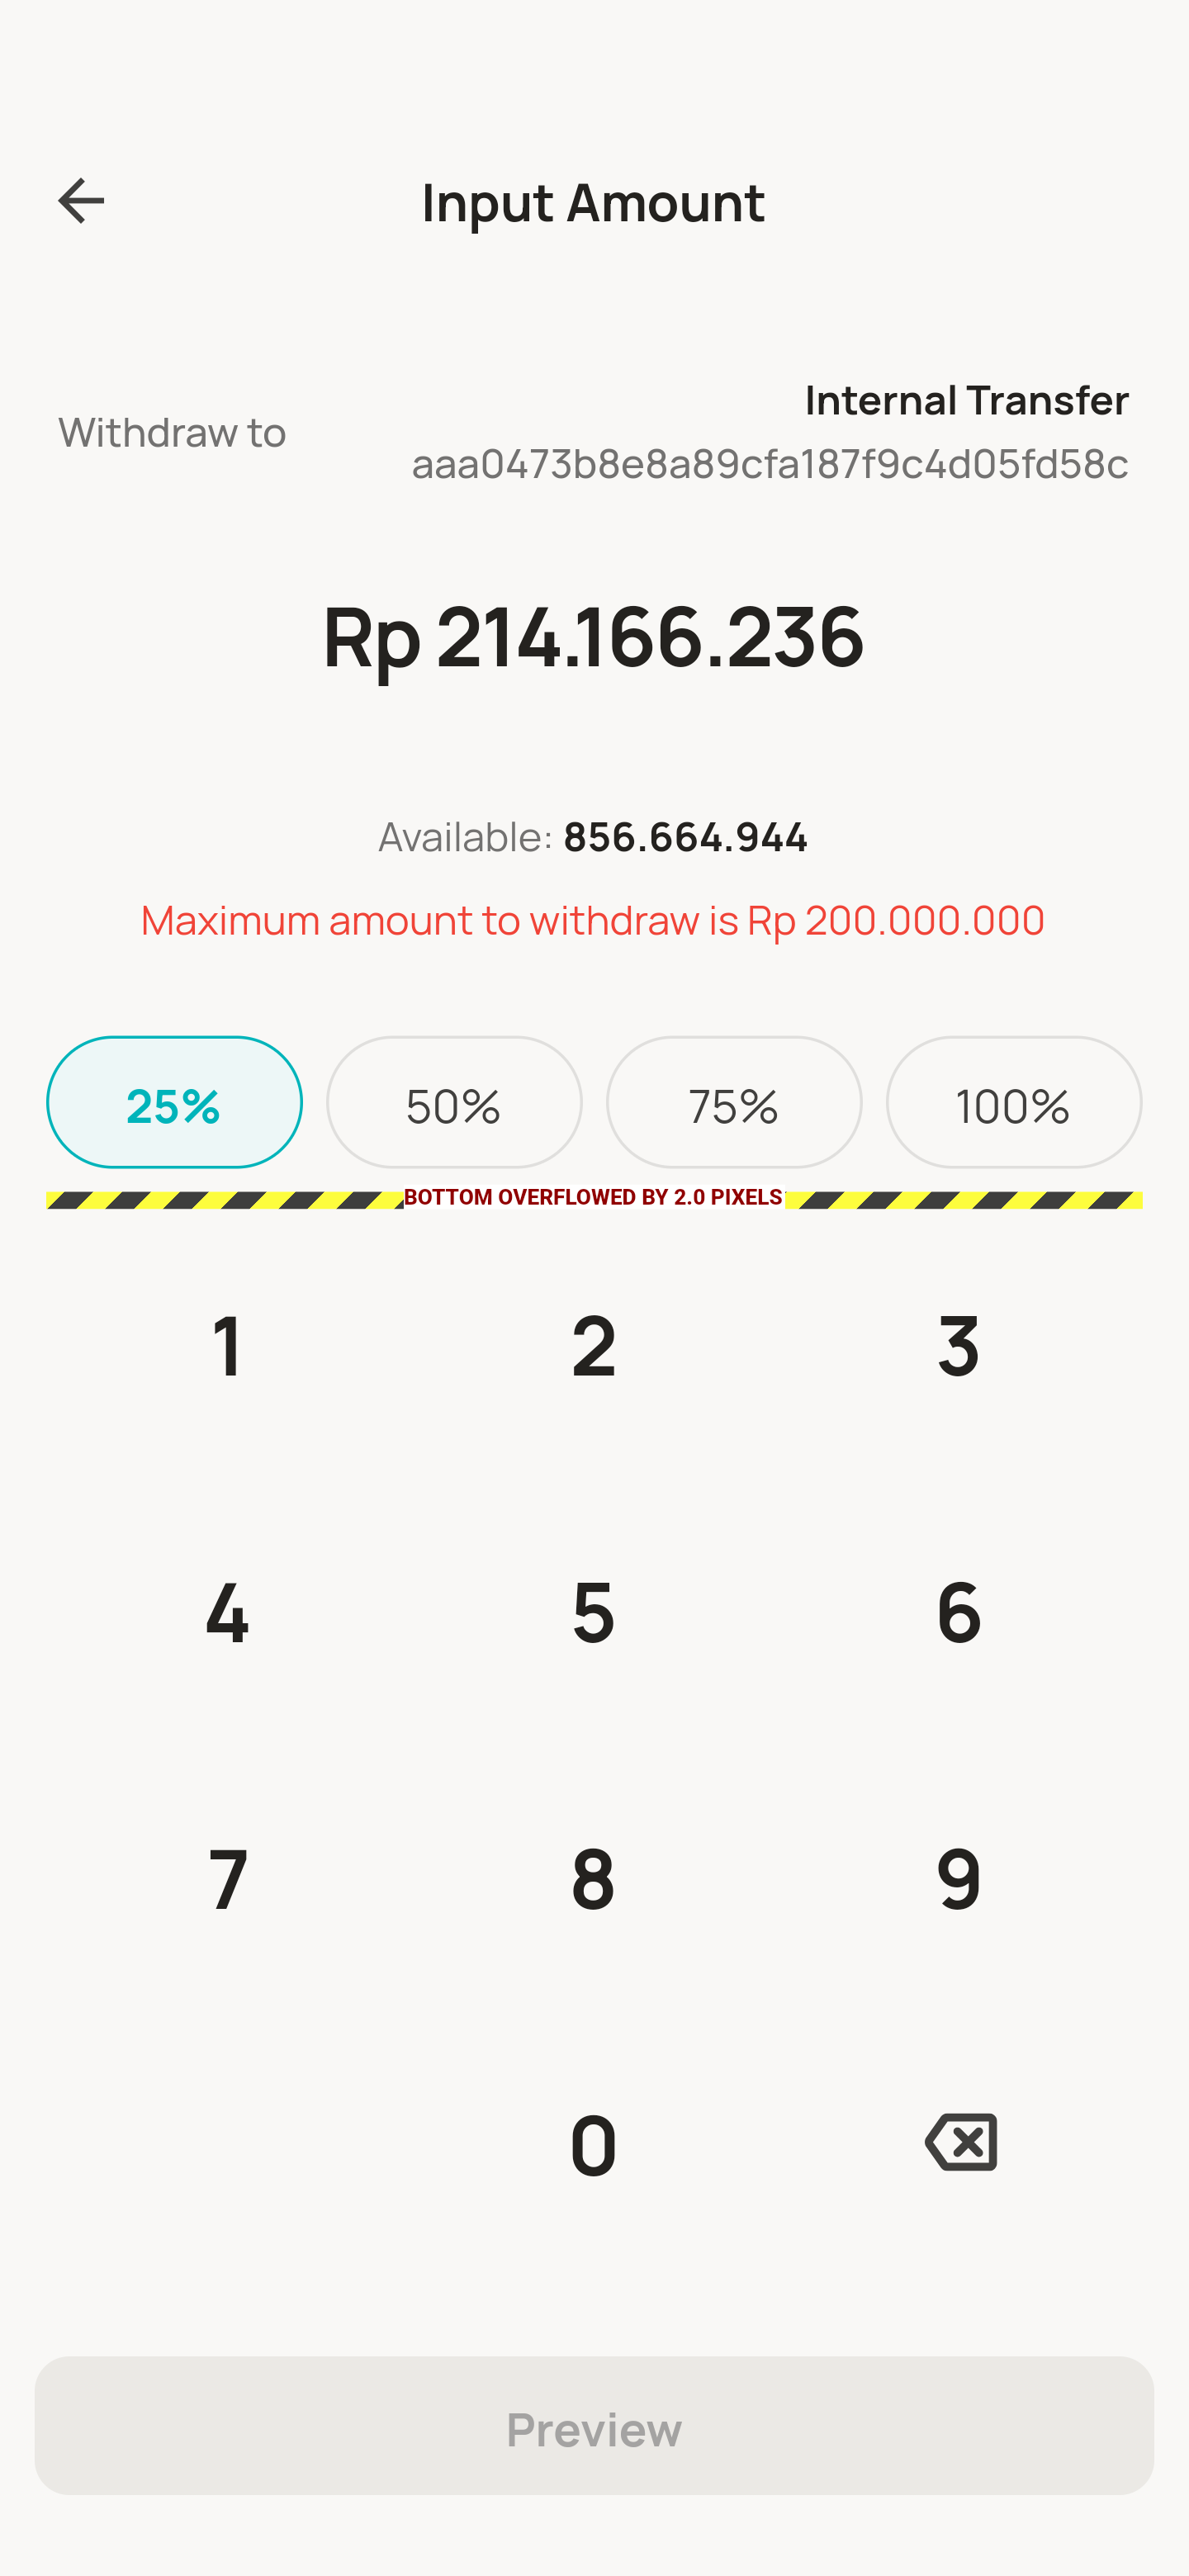 Input Amount
Internal Transfer
Withdraw to
aaa0473b8e8a89cfa187f9c4d05fd58c
Rp 214.166.236
Available: 856.664.944
Maximum amount to withdraw is Rp 200.000.000
25% 50% 75% 100%
BOTTOM OVERFLOWED BY 2.0 PIXELS
1 2 3
4 5 6
7 8 9
0
Preview